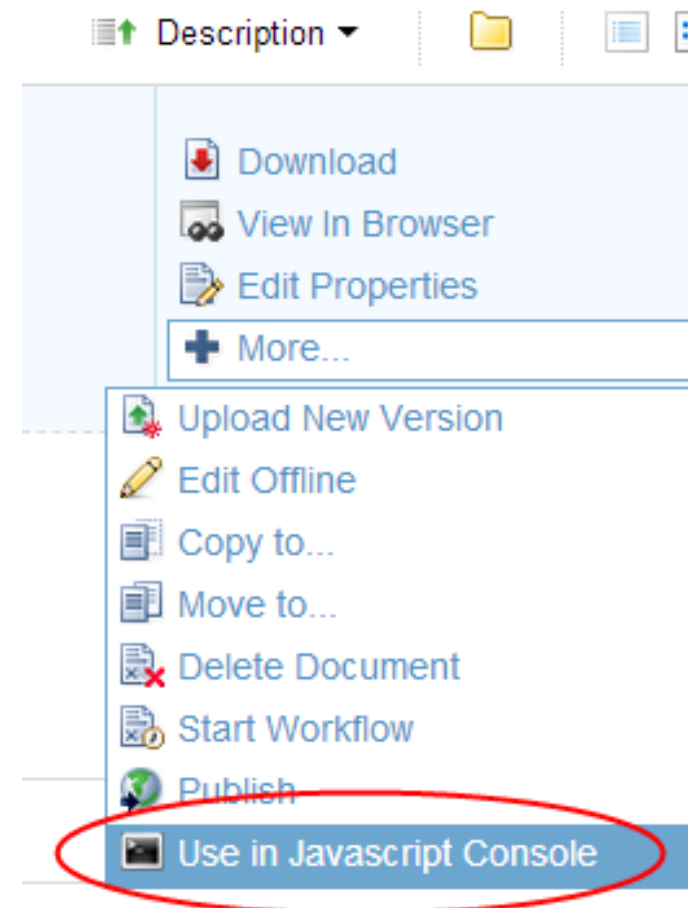 Description
Download
View In Browser
Edit Properties
More...
Upload New Version
Edit Offline
Copy to...
Move to...
Delete Document
Start Workflow
Publish
Use in Javascript Console